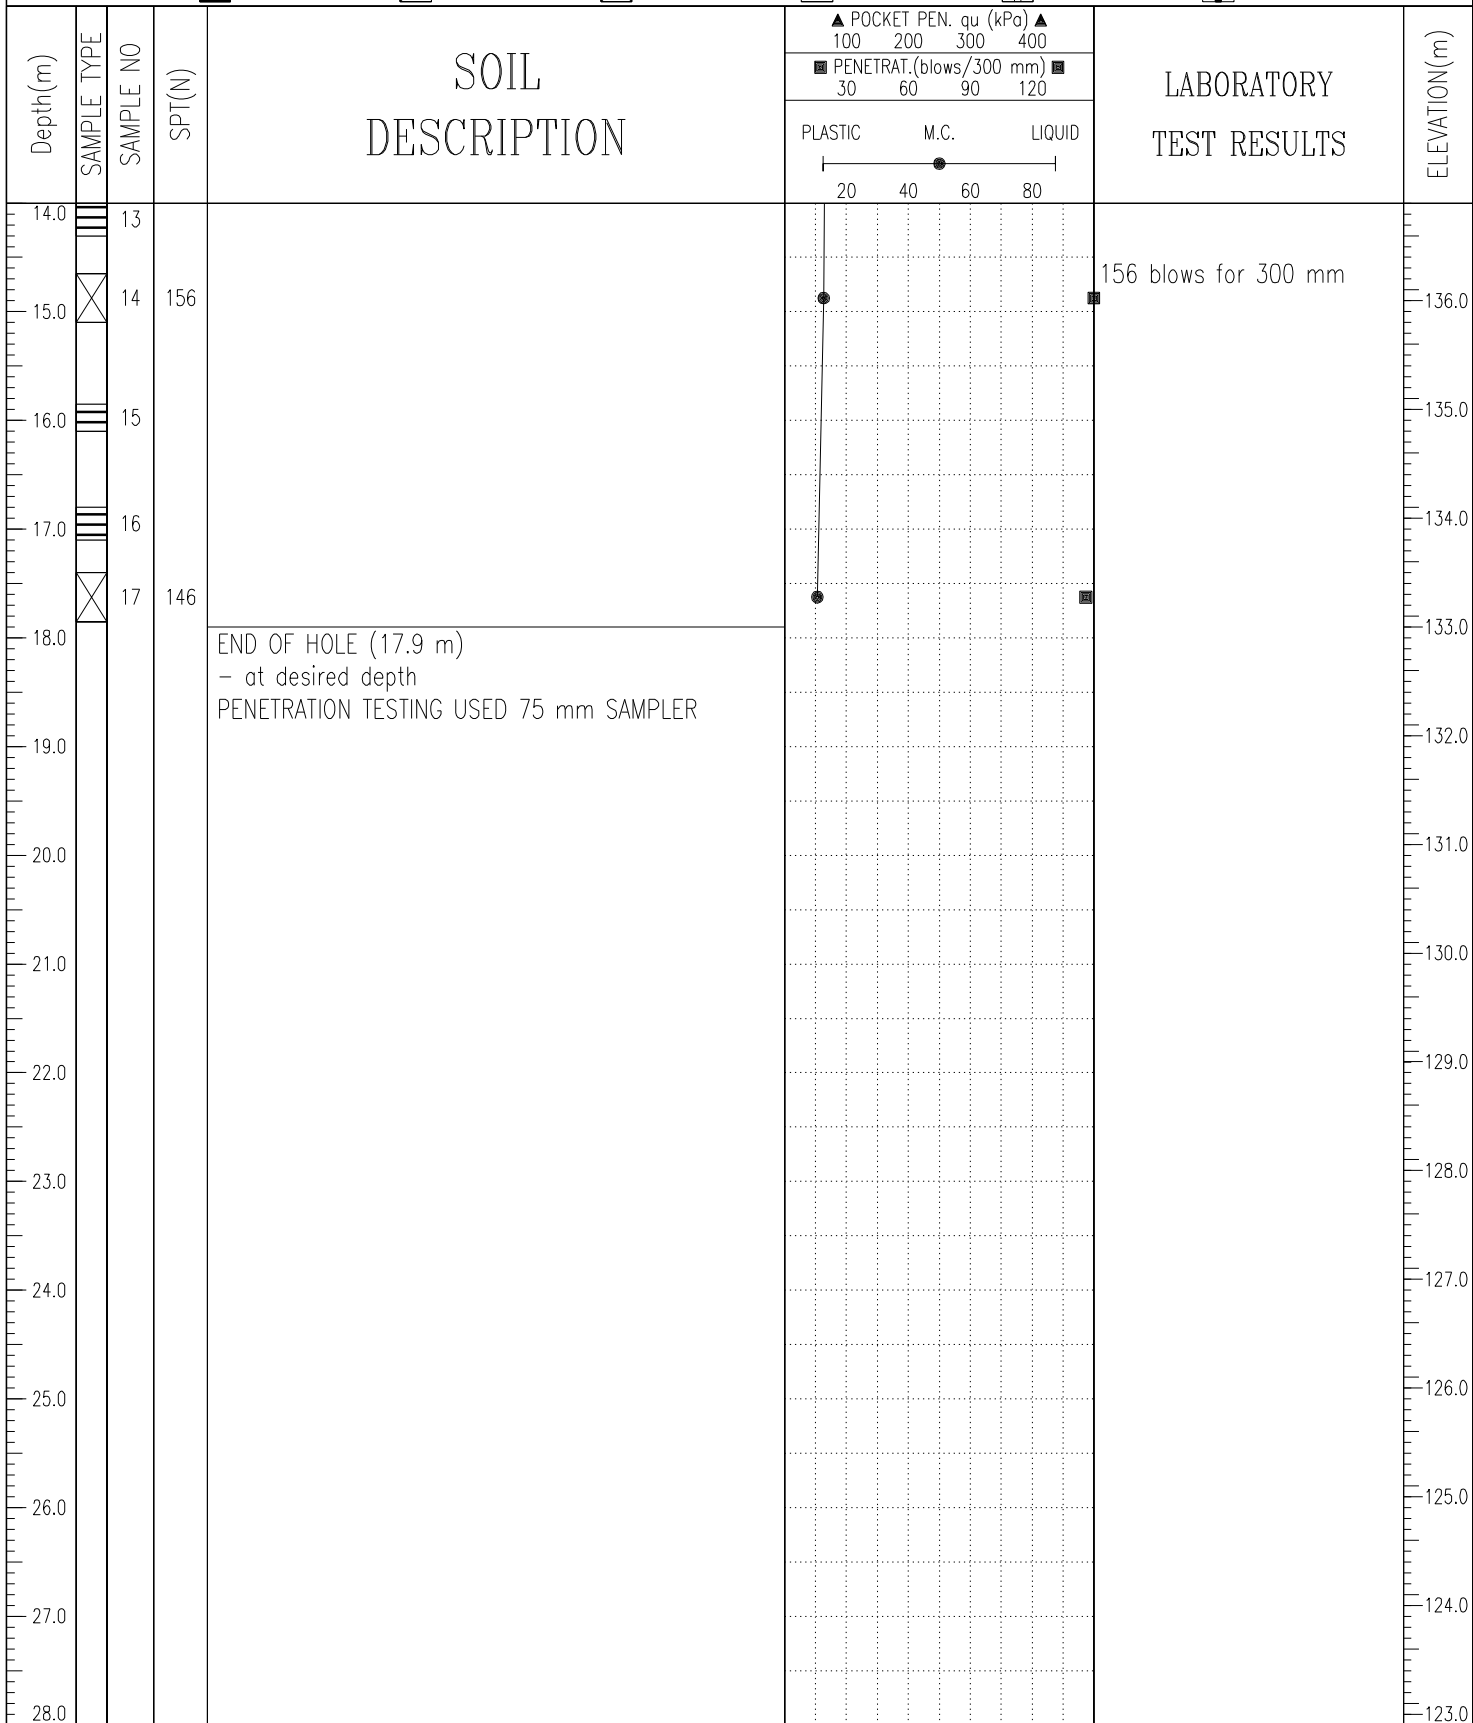 Depth(m)
SAMPLE TYPE
SAMPLE NO
SPT(N)
SOIL
DESCRIPTION
▲ POCKET PEN. qu (kPa) ▲
100 200 300 400
PENETRAT.(blows/300 mm)
30 60 90 120
PLASTIC M.C. LIQUID
20 40 60 80
LABORATORY
TEST RESULTS
ELEVATION(m)
14.0 13
156 blows for 300 mm
14 156
136.0
15.0
135.0
16.0 15
134.0
17.0 16
17 146
133.0
18.0
END OF HOLE (17.9 m)
– at desired depth
PENETRATION TESTING USED 75 mm SAMPLER
132.0
19.0
131.0
20.0
130.0
21.0
129.0
22.0
128.0
23.0
127.0
24.0
126.0
25.0
125.0
26.0
124.0
27.0
28.0 123.0